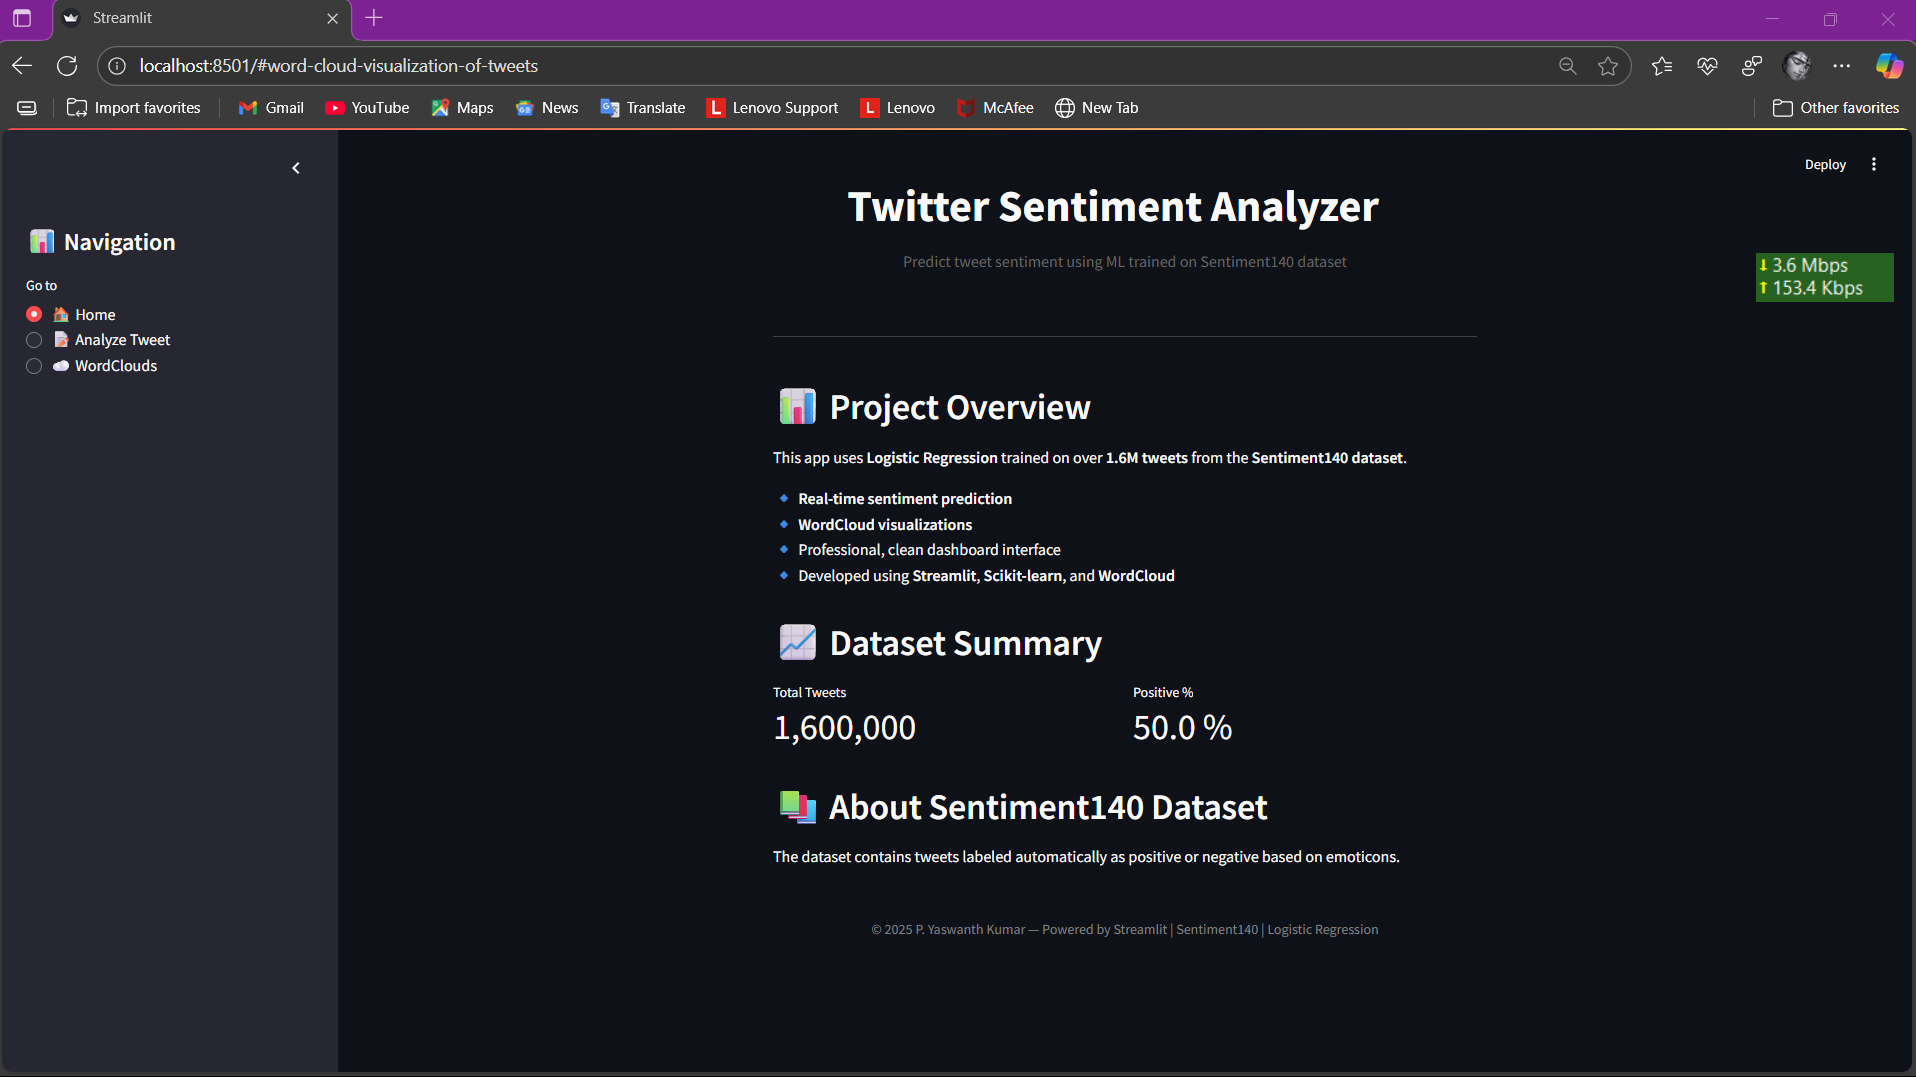 Streamlit
localhost:8501/#word-cloud-visualization-of-tweets
Import favorites
Gmail
YouTube
Maps
News
Translate
Lenovo Support
Lenovo
McAfee
New Tab
Other favorites
Deploy
Navigation
Go to
Home
Analyze Tweet
WordClouds
Twitter Sentiment Analyzer
Predict tweet sentiment using ML trained on Sentiment140 dataset
↓ 3.6 Mbps
↑ 153.4 Kbps
Project Overview
This app uses Logistic Regression trained on over 1.6M tweets from the Sentiment140 dataset.
Real-time sentiment prediction
WordCloud visualizations
Professional, clean dashboard interface
Developed using Streamlit, Scikit-learn, and WordCloud
Dataset Summary
Total Tweets
1,600,000
Positive %
50.0 %
About Sentiment140 Dataset
The dataset contains tweets labeled automatically as positive or negative based on emoticons.
© 2025 P. Yaswanth Kumar — Powered by Streamlit | Sentiment140 | Logistic Regression